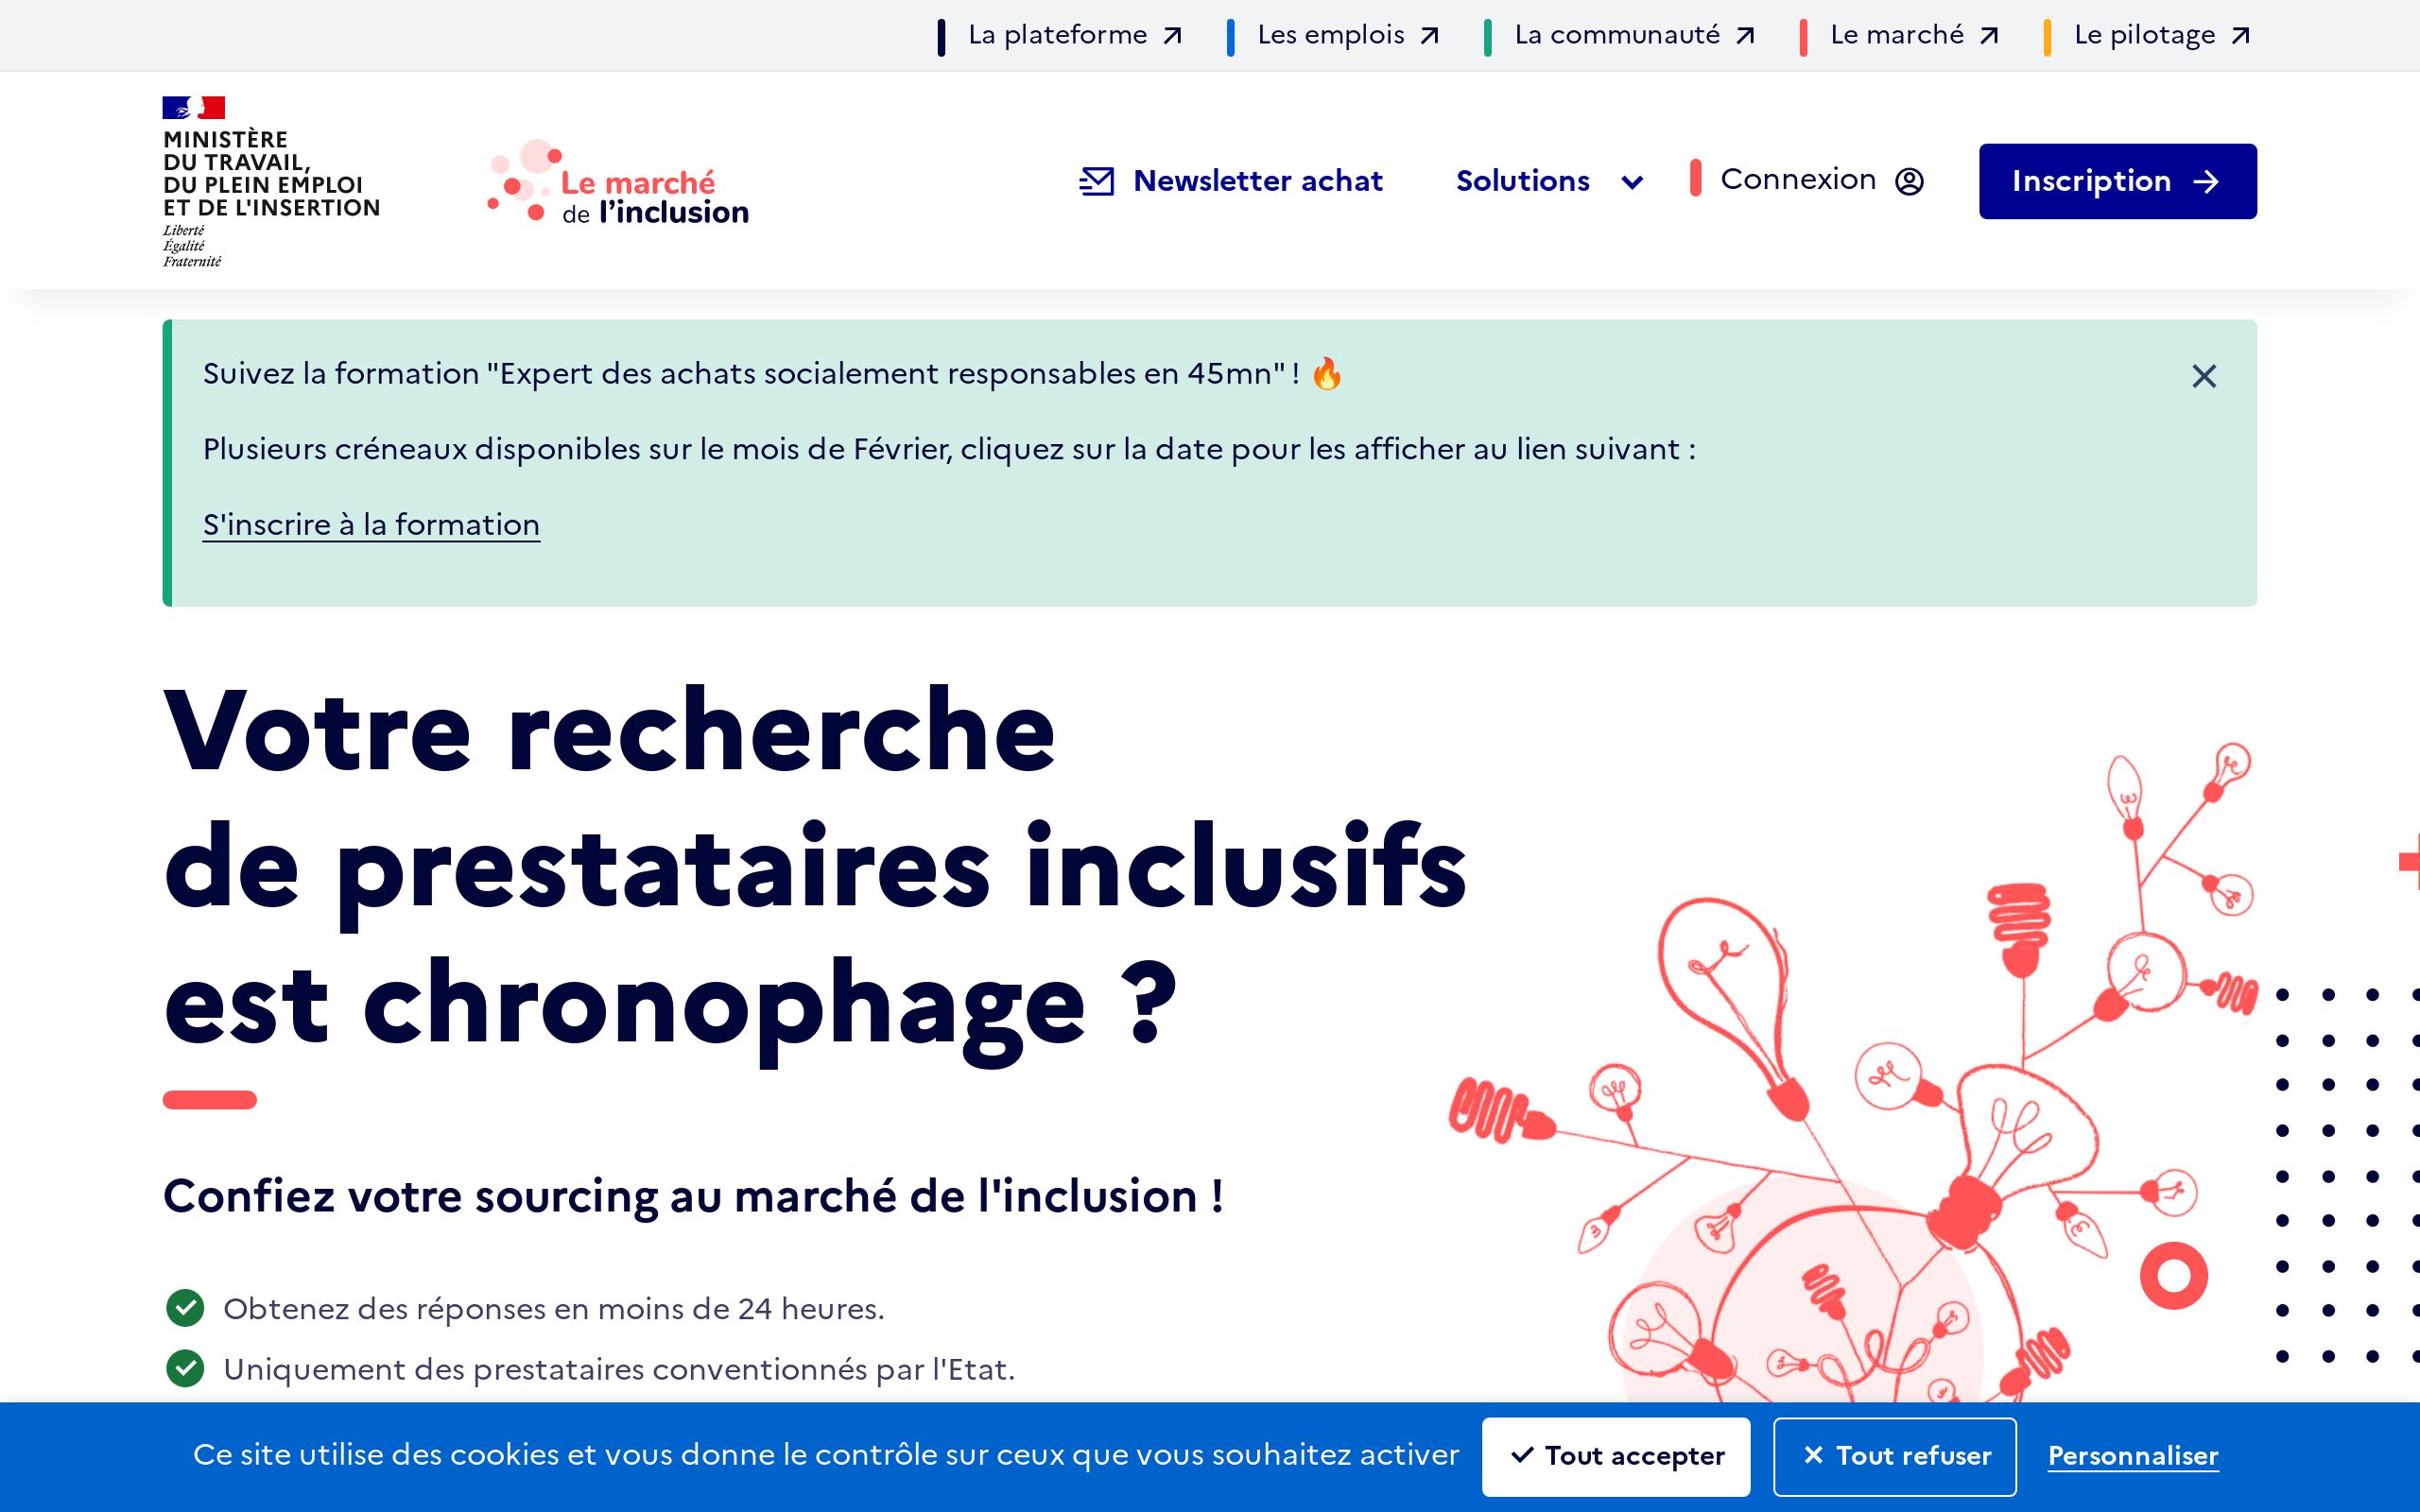 La plateforme
Les emplois
La communauté
Le marché
Le pilotage
MINISTÈRE
DU TRAVAIL,
DU PLEIN EMPLOI
ET DE L'INSERTION
Liberté
Égalité
Fraternité
Le marché
de l'inclusion
Newsletter achat
Solutions
Connexion
Inscription
Suivez la formation "Expert des achats socialement responsables en 45mn" ! 🔥
Plusieurs créneaux disponibles sur le mois de Février, cliquez sur la date pour les afficher au lien suivant :
S'inscrire à la formation
Votre recherche
de prestataires inclusifs
est chronophage ?
Confiez votre sourcing au marché de l'inclusion !
Obtenez des réponses en moins de 24 heures.
Uniquement des prestataires conventionnés par l'Etat.
Ce site utilise des cookies et vous donne le contrôle sur ceux que vous souhaitez activer
Tout accepter
Tout refuser
Personnaliser